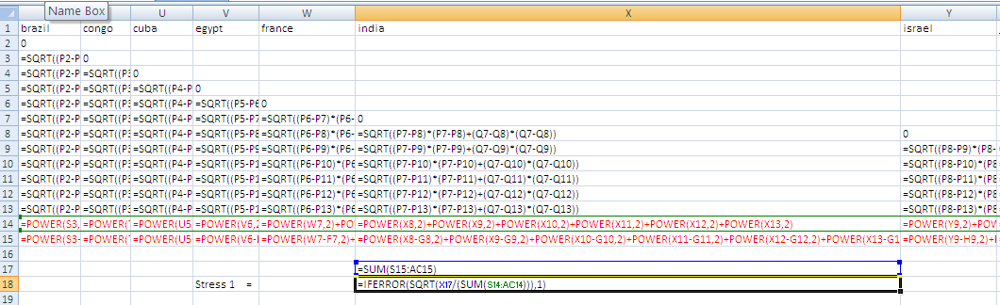 Name Box
U V W X Y
1 brazil congo cuba egypt france india israel
2 0
3 =SQRT((P2-P 0
4 =SQRT((P2-P =SQRT((P3 0
5 =SQRT((P2-P =SQRT((P3 =SQRT((P4-P 0
6 =SQRT((P2-P =SQRT((P3 =SQRT((P4-P =SQRT((P5-P6 0
7 =SQRT((P2-P =SQRT((P3 =SQRT((P4-P =SQRT((P5-P7 =SQRT((P6-P7)*(P6- 0
8 =SQRT((P2-P =SQRT((P3 =SQRT((P4-P =SQRT((P5-P8 =SQRT((P6-P8)*(P6- =SQRT((P7-P8)*(P7-P8)+(Q7-Q8)*(Q7-Q8)) 0
9 =SQRT((P2-P =SQRT((P3 =SQRT((P4-P =SQRT((P5-P9 =SQRT((P6-P9)*(P6- =SQRT((P7-P9)*(P7-P9)+(Q7-Q9)*(Q7-Q9)) =SQRT((P8-P9)*(P8-
10 =SQRT((P2-P =SQRT((P3 =SQRT((P4-P =SQRT((P5-P1 =SQRT((P6-P10)*(P6 =SQRT((P7-P10)*(P7-P10)+(Q7-Q10)*(Q7-Q10)) =SQRT((P8-P10)*(P8
11 =SQRT((P2-P =SQRT((P3 =SQRT((P4-P =SQRT((P5-P1 =SQRT((P6-P11)*(P6 =SQRT((P7-P11)*(P7-P11)+(Q7-Q11)*(Q7-Q11)) =SQRT((P8-P11)*(P8
12 =SQRT((P2-P =SQRT((P3 =SQRT((P4-P =SQRT((P5-P1 =SQRT((P6-P12)*(P6 =SQRT((P7-P12)*(P7-P12)+(Q7-Q12)*(Q7-Q12)) =SQRT((P8-P12)*(P8
13 =SQRT((P2-P =SQRT((P3 =SQRT((P4-P =SQRT((P5-P1 =SQRT((P6-P13)*(P6 =SQRT((P7-P13)*(P7-P13)+(Q7-Q13)*(Q7-Q13)) =SQRT((P8-P13)*(P8
14 =POWER(S3, =POWER( =POWER(U5 =POWER(V6,2 =POWER(W7,2)+PO =POWER(X8,2)+POWER(X9,2)+POWER(X10,2)+POWER(X11,2)+POWER(X12,2)+POWER(X13,2) =POWER(Y9,2)+POV
15 =POWER(S3- =POWER( =POWER(U5 =POWER(V6-E =POWER(W7-F7,2)+ =POWER(X8-G8,2)+POWER(X9-G9,2)+POWER(X10-G10,2)+POWER(X11-G11,2)+POWER(X12-G12,2)+POWER(X13-G1 =POWER(Y9-H9,2)+
16
17 =SUM(S15:AC15)
18 Stress 1 = =IFERROR(SQRT(X17/(SUM(S14:AC14))),1)
19